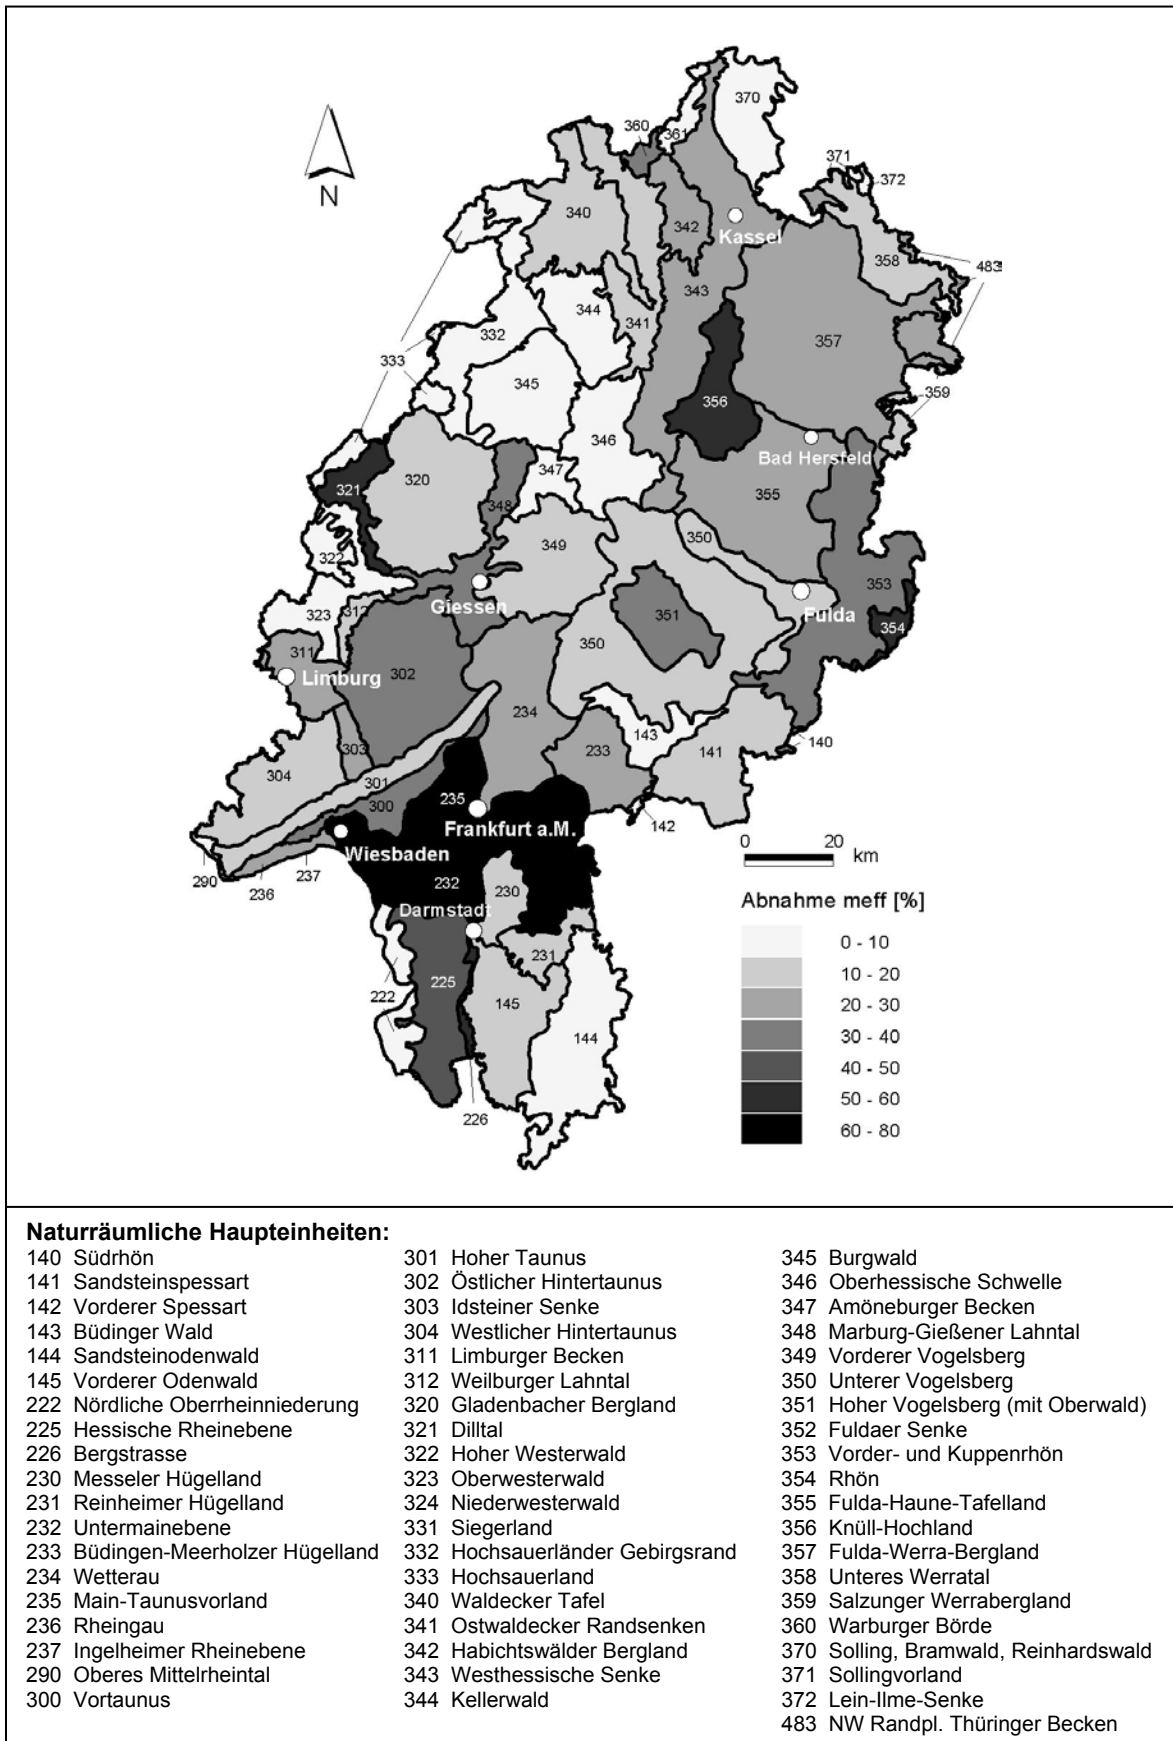 370
360
361
371
372
340
342
Kassel
358
483
343
344
341
332
357
333
345
359
356
346
Bad Hersfeld
347
320
321
355
348
349
350
322
353
Giessen
351
Fulda
323
312
354
350
311
Limburg
302
234
143
140
303
233
141
304
301
235
300
Frankfurt a.M.
142
Wiesbaden
290
236
237
232
230
Darmstadt
231
225
222
145
144
226
N
0 20
km
Abnahme meff [%]
0 - 10
10 - 20
20 - 30
30 - 40
40 - 50
50 - 60
60 - 80
Naturräumliche Haupteinheiten:
140 Südrhön
141 Sandsteinspessart
142 Vorderer Spessart
143 Büdinger Wald
144 Sandsteinodenwald
145 Vorderer Odenwald
222 Nördliche Oberrheinniederung
225 Hessische Rheinebene
226 Bergstrasse
230 Messeler Hügelland
231 Reinheimer Hügelland
232 Untermainebene
233 Büdingen-Meerholzer Hügelland
234 Wetterau
235 Main-Taunusvorland
236 Rheingau
237 Ingelheimer Rheinebene
290 Oberes Mittelrheintal
300 Vortaunus
301 Hoher Taunus
302 Östlicher Hintertaunus
303 Idsteiner Senke
304 Westlicher Hintertaunus
311 Limburger Becken
312 Weilburger Lahntal
320 Gladenbacher Bergland
321 Dilltal
322 Hoher Westerwald
323 Oberwesterwald
324 Niederwesterwald
331 Siegerland
332 Hochsauerländer Gebirgsrand
333 Hochsauerland
340 Waldecker Tafel
341 Ostwaldecker Randsenken
342 Habichtswälder Bergland
343 Westhessische Senke
344 Kellerwald
345 Burgwald
346 Oberhessische Schwelle
347 Amöneburger Becken
348 Marburg-Gießener Lahntal
349 Vorderer Vogelsberg
350 Unterer Vogelsberg
351 Hoher Vogelsberg (mit Oberwald)
352 Fuldaer Senke
353 Vorder- und Kuppenrhön
354 Rhön
355 Fulda-Haune-Tafelland
356 Knüll-Hochland
357 Fulda-Werra-Bergland
358 Unteres Werratal
359 Salzunger Werrabergland
360 Warburger Börde
370 Solling, Bramwald, Reinhardswald
371 Sollingvorland
372 Lein-Ilme-Senke
483 NW Randpl. Thüringer Becken